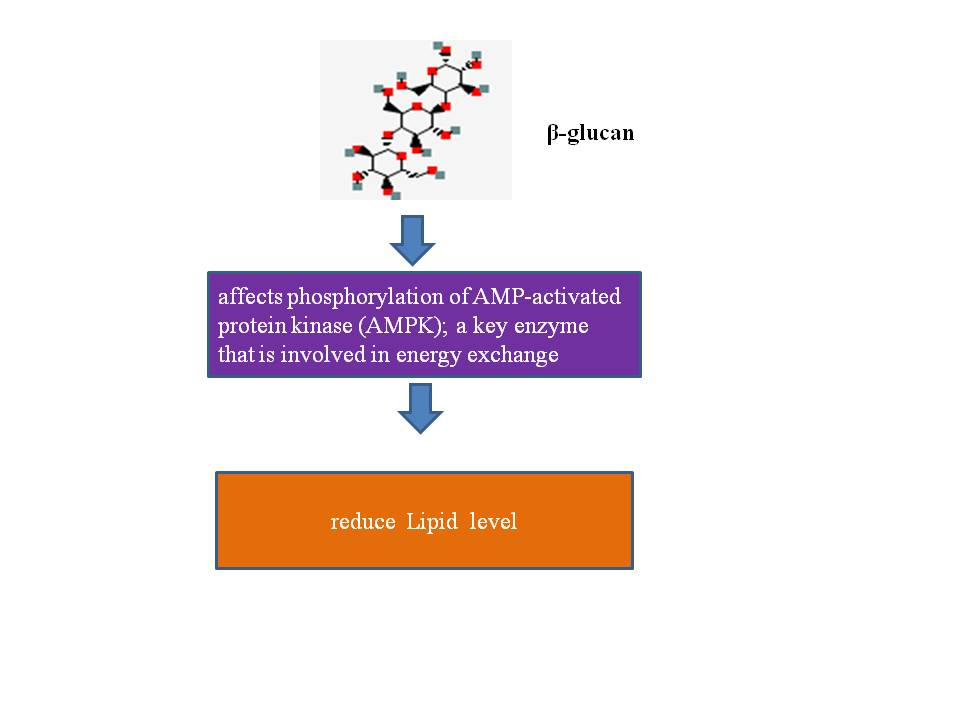 β-glucan
affects phosphorylation of AMP-activated
protein kinase (AMPK); a key enzyme
that is involved in energy exchange
reduce Lipid level